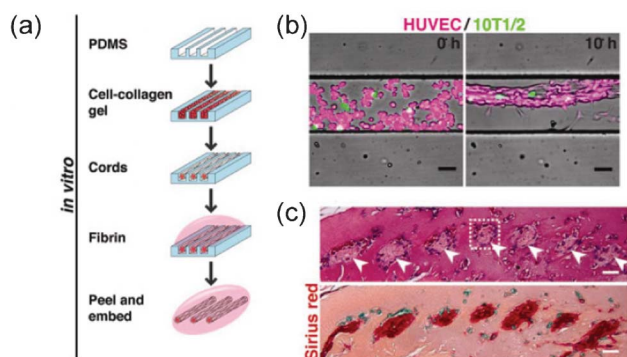 (a)
PDMS
Cell-collagen
gel
Cords
Fibrin
Peel and
embed
in vitro
(b)
HUVEC/10T1/2
0 h
10 h
(c)
Sirius red